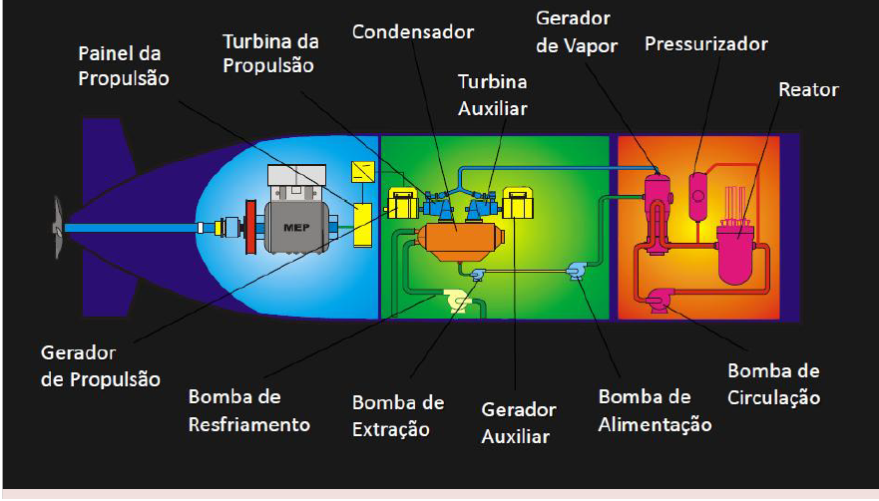 Painel da
Propulsão
Turbina da
Propulsão
Condensador
Gerador
de Vapor
Pressurizador
Turbina
Auxiliar
Reator
MEP
Gerador
de Propulsão
Bomba de
Resfriamento
Bomba de
Extração
Gerador
Auxiliar
Bomba de
Alimentação
Bomba de
Circulação